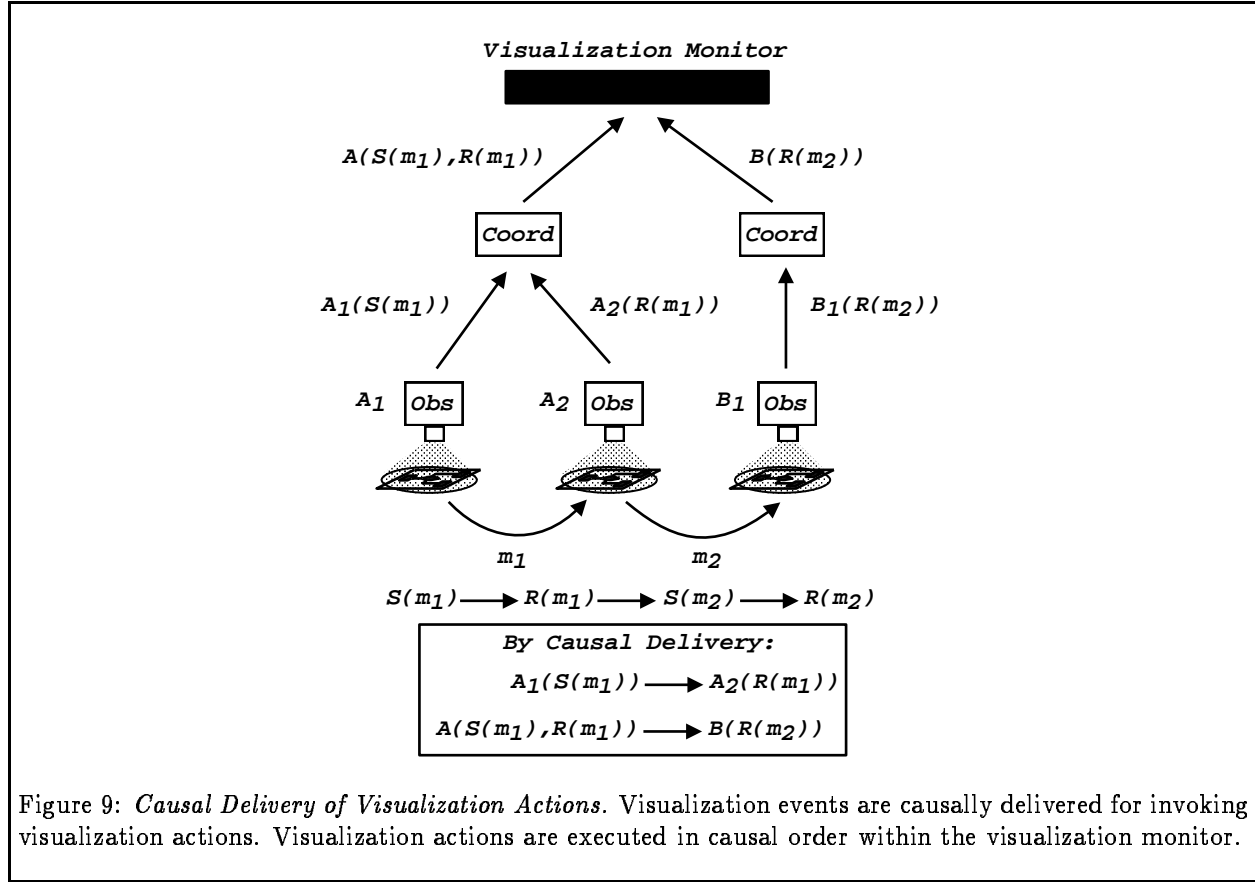 Visualization Monitor
A(S(m1),R(m1)) B(R(m2))
Coord Coord
A1(S(m1)) A2(R(m1)) B1(R(m2))
A1 Obs A2 Obs B1 Obs
m1 m2
S(m1) → R(m1) → S(m2) → R(m2)
By Causal Delivery:
A1(S(m1)) → A2(R(m1))
A(S(m1),R(m1)) → B(R(m2))
Figure 9: Causal Delivery of Visualization Actions. Visualization events are causally delivered for invoking
visualization actions. Visualization actions are executed in causal order within the visualization monitor.